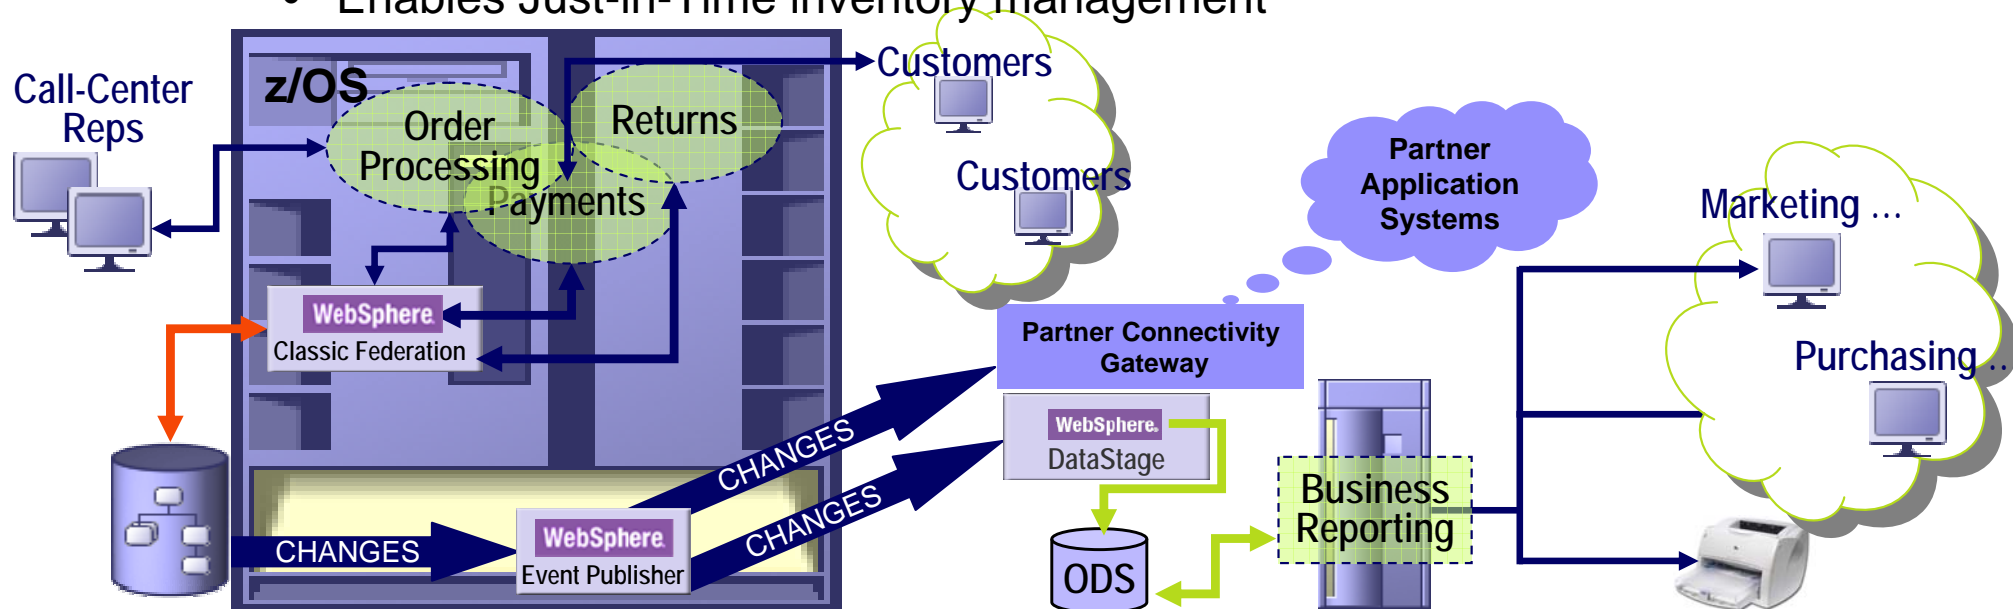 • Enables Just-in-Time inventory management
Call-Center
Reps
z/OS
Order
Processing
Returns
Payments
Customers
Customers
Partner
Application
Systems
Marketing ...
Purchasing ..
WebSphere.
Classic Federation
Partner Connectivity
Gateway
WebSphere.
DataStage
CHANGES
CHANGES
CHANGES
WebSphere.
Event Publisher
ODS
Business
Reporting